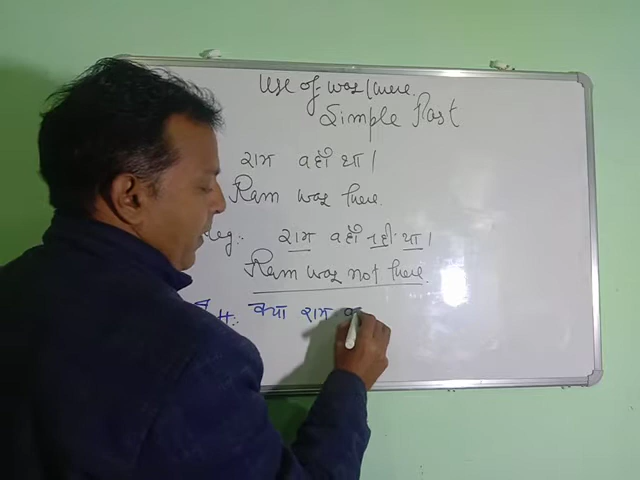 Use of was/were
Simple Past
राम वहाँ था।
Ram was there.
Neg:- राम वहाँ नहीं था।
Ram was not there.
क्या राम व